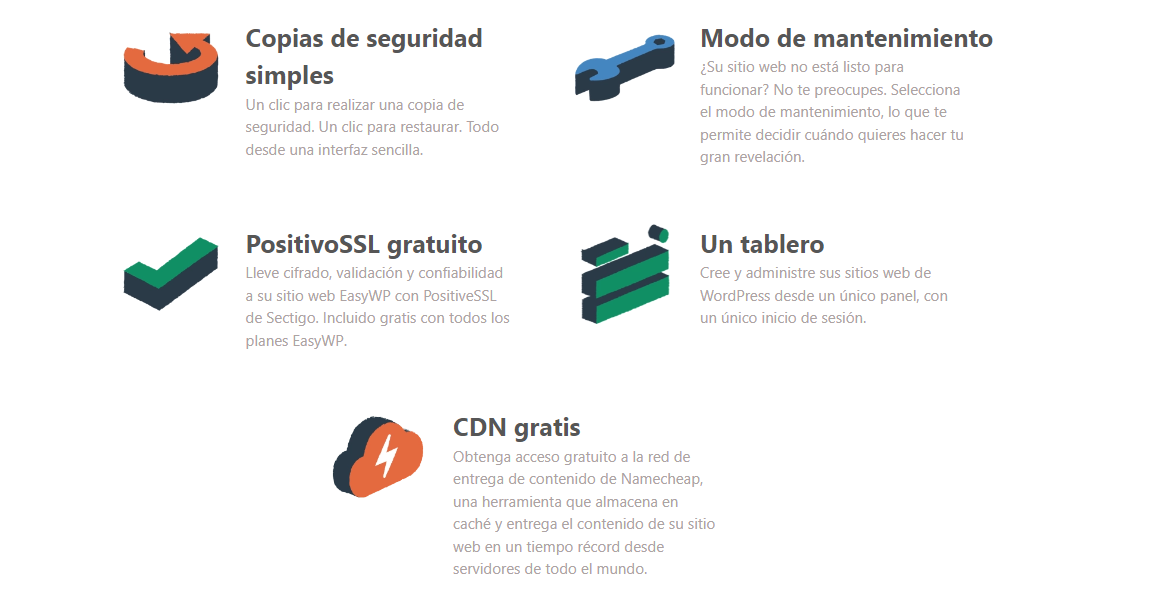 Copias de seguridad
simples
Un clic para realizar una copia de
seguridad. Un clic para restaurar. Todo
desde una interfaz sencilla.
Modo de mantenimiento
¿Su sitio web no está listo para
funcionar? No te preocupes. Selecciona
el modo de mantenimiento, lo que te
permite decidir cuándo quieres hacer tu
gran revelación.
PositivoSSL gratuito
Lleve cifrado, validación y confiabilidad
a su sitio web EasyWP con PositiveSSL
de Sectigo. Incluido gratis con todos los
planes EasyWP.
Un tablero
Cree y administre sus sitios web de
WordPress desde un único panel, con
un único inicio de sesión.
CDN gratis
Obtenga acceso gratuito a la red de
entrega de contenido de Namecheap,
una herramienta que almacena en
caché y entrega el contenido de su sitio
web en un tiempo récord desde
servidores de todo el mundo.